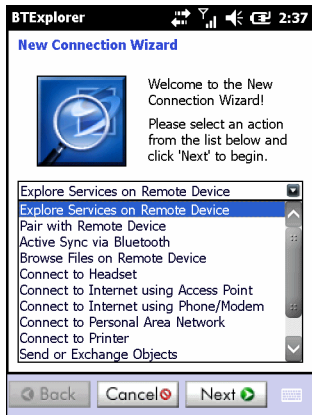 BTExplorer 2:37
New Connection Wizard
Welcome to the New
Connection Wizard!
Please select an action
from the list below and
click 'Next' to begin.
Explore Services on Remote Device
Explore Services on Remote Device
Pair with Remote Device
Active Sync via Bluetooth
Browse Files on Remote Device
Connect to Headset
Connect to Internet using Access Point
Connect to Internet using Phone/Modem
Connect to Personal Area Network
Connect to Printer
Send or Exchange Objects
Back Cancel Next